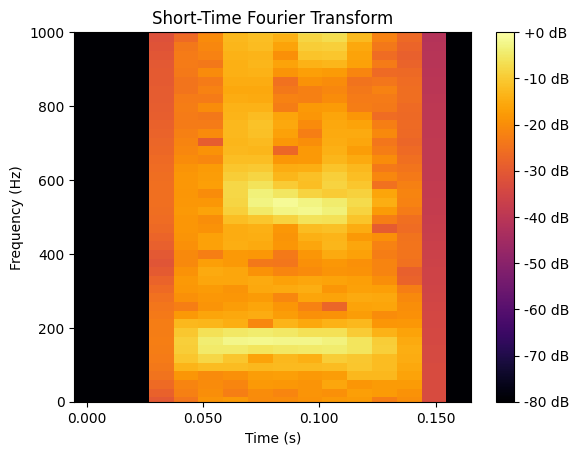 Short-Time Fourier Transform
1000
800
600
400
200
0
Frequency (Hz)
0.000
0.050
0.100
0.150
Time (s)
+0 dB
-10 dB
-20 dB
-30 dB
-40 dB
-50 dB
-60 dB
-70 dB
-80 dB